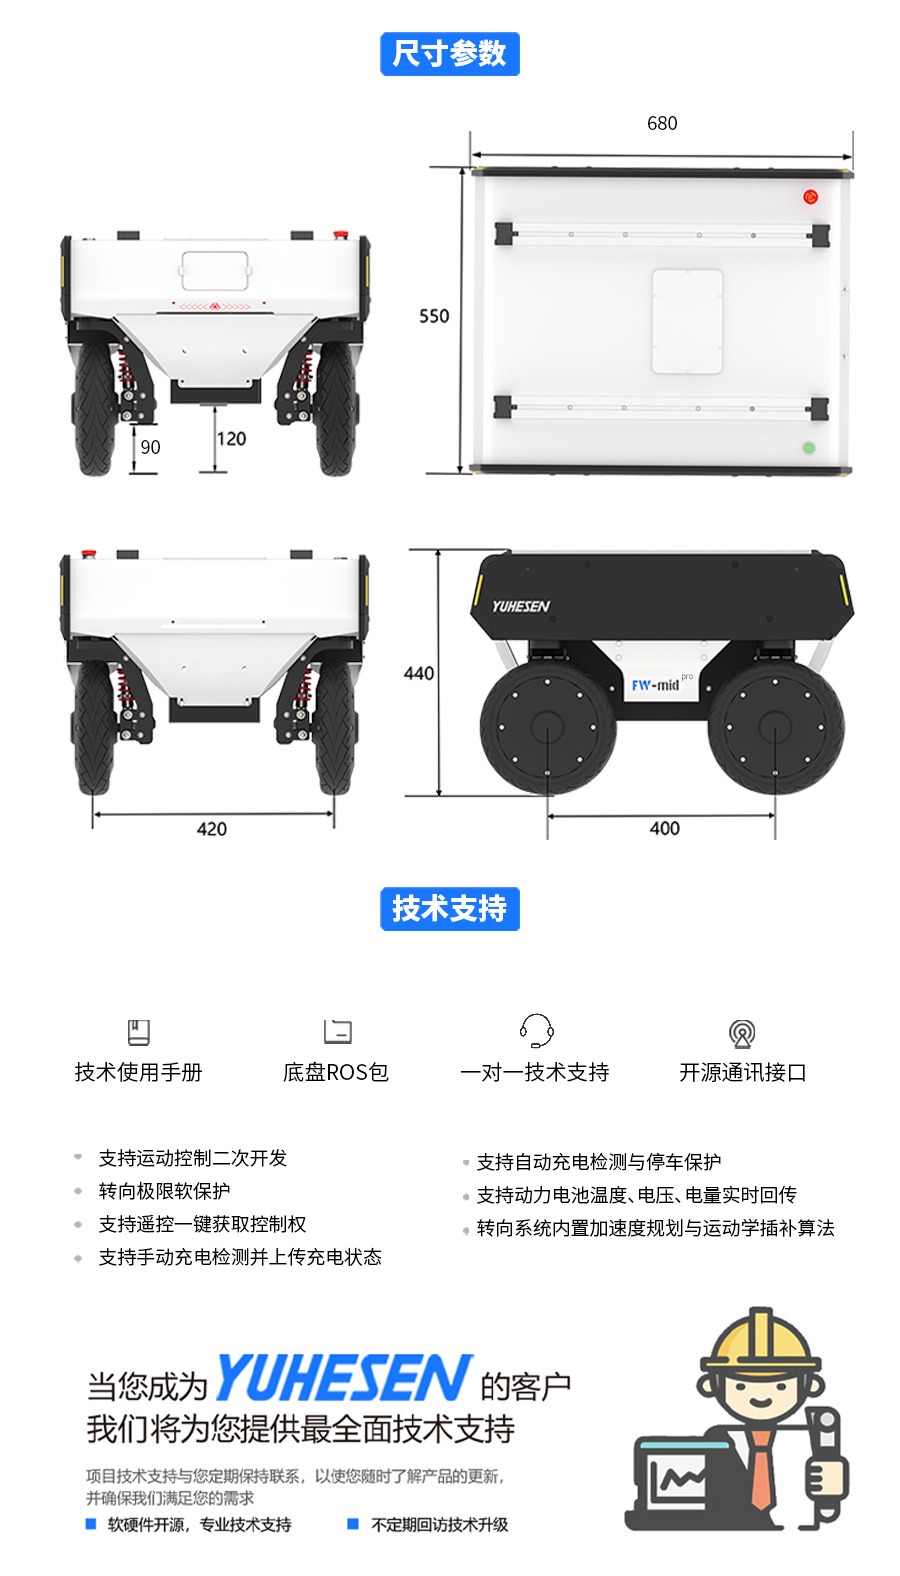 尺寸参数
680
550
90
120
YUHESEN
440
FW-mid pro
420
400
技术支持
技术使用手册
底盘ROS包
一对一技术支持
开源通讯接口
支持运动控制二次开发
转向极限软保护
支持遥控一键获取控制权
支持手动充电检测并上传充电状态
支持自动充电检测与停车保护
支持动力电池温度、电压、电量实时回传
转向系统内置加速度规划与运动学插补算法
当您成为YUHESEN的客户
我们将为您提供最全面技术支持
项目技术支持与您定期保持联系，以使您随时了解产品的更新，
并确保我们满足您的需求
软硬件开源，专业技术支持
不定期回访技术升级